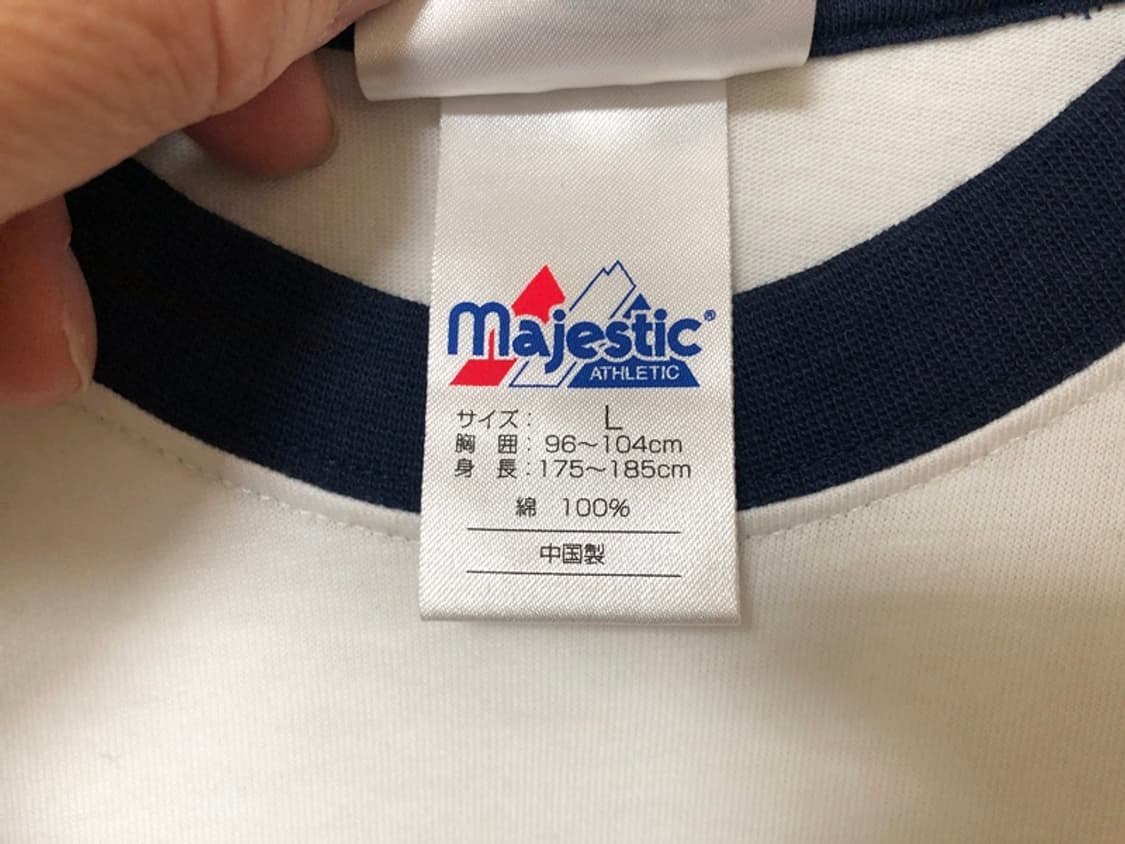 majestic®
ATHLETIC
サイズ: L
胸 囲: 96～104cm
身 長: 175～185cm
綿 100%
中国製